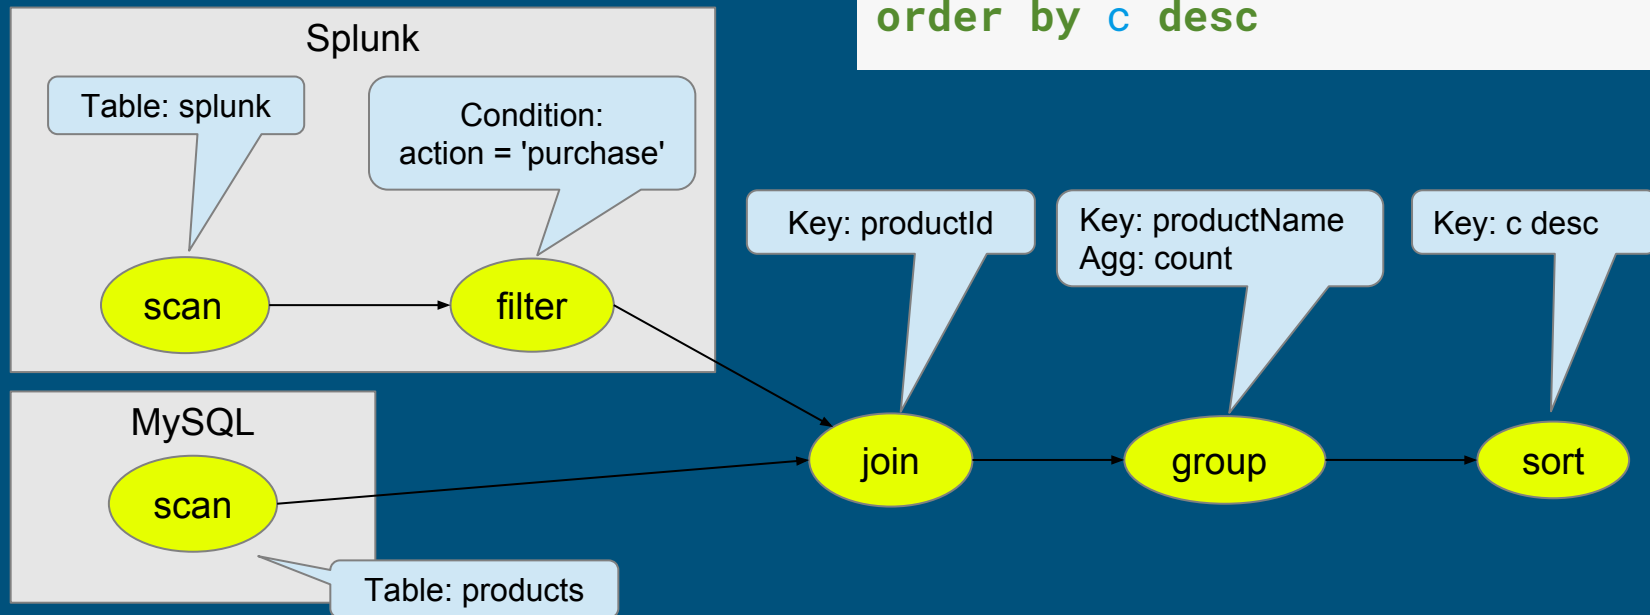 order by c desc
Splunk
Table: splunk
Condition:
action = 'purchase'
Key: productId
Key: productName
Agg: count
Key: c desc
scan
filter
MySQL
join
group
sort
scan
Table: products